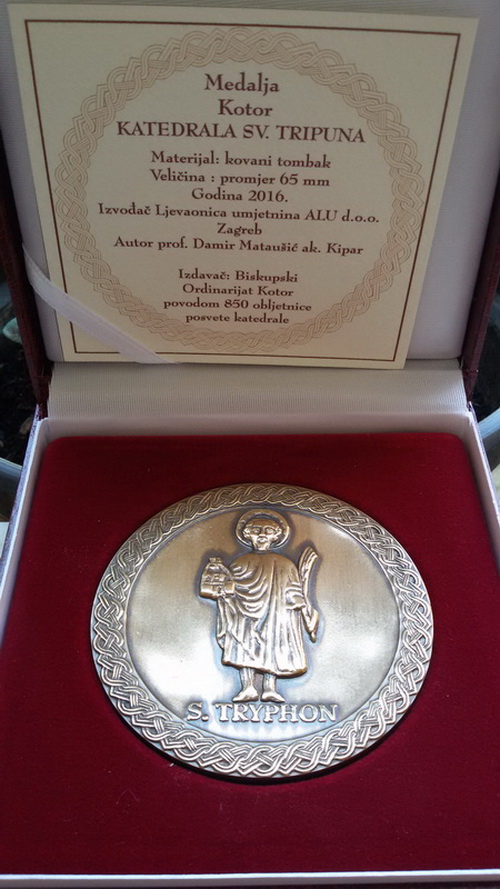 Medalja
Kotor
KATEDRALA SV. TRIPUNA
Materijal: kovani tombak
Veličina : promjer 65 mm
Godina 2016.
Izvođač Ljevaonica umjetnina ALU d.o.o.
Zagreb
Autor prof. Damir Mataušić ak. Kipar
Izdavač: Biskupski
Ordinarijat Kotor
povodom 850 obljetnice
posvete katedrale
S. TRYPHON